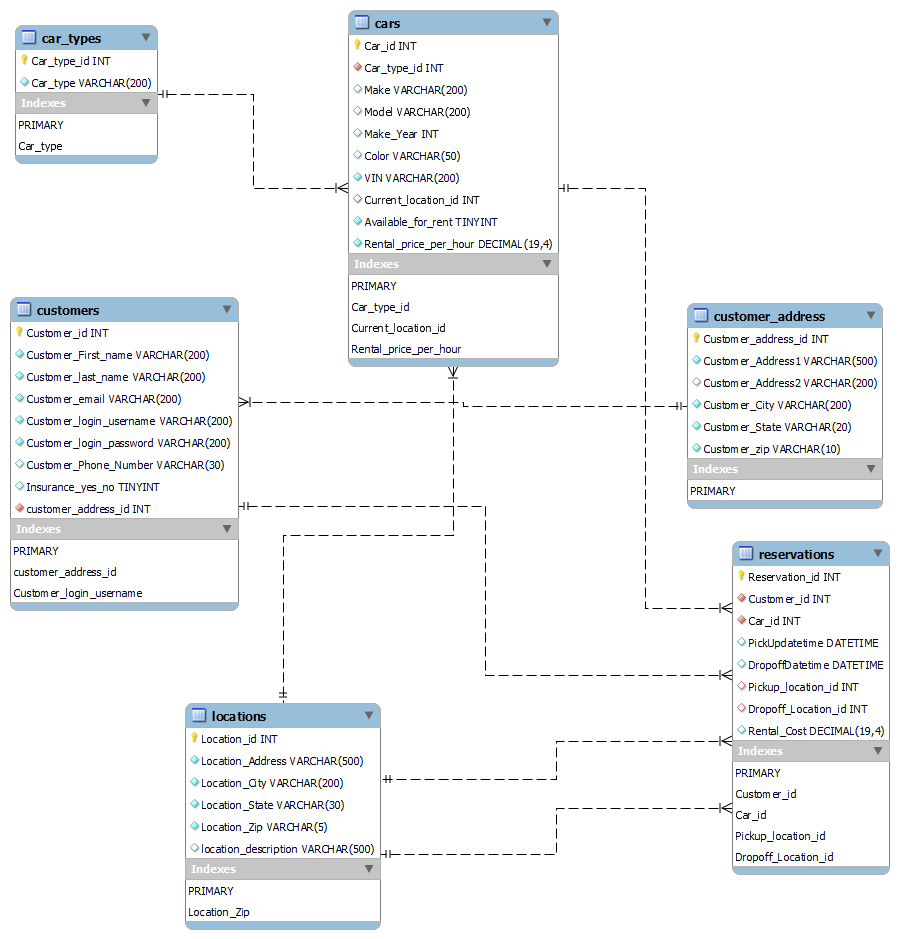 car_types
Car_type_id INT
Car_type VARCHAR(200)
Indexes
PRIMARY
Car_type
cars
Car_id INT
Car_type_id INT
Make VARCHAR(200)
Model VARCHAR(200)
Make_Year INT
Color VARCHAR(50)
VIN VARCHAR(200)
Current_location_id INT
Available_for_rent TINYINT
Rental_price_per_hour DECIMAL(19,4)
Indexes
PRIMARY
Car_type_id
Current_location_id
Rental_price_per_hour
customers
Customer_id INT
Customer_First_name VARCHAR(200)
Customer_last_name VARCHAR(200)
Customer_email VARCHAR(200)
Customer_login_username VARCHAR(200)
Customer_login_password VARCHAR(200)
Customer_Phone_Number VARCHAR(30)
Insurance_yes_no TINYINT
customer_address_id INT
Indexes
PRIMARY
customer_address_id
Customer_login_username
customer_address
Customer_address_id INT
Customer_Address1 VARCHAR(500)
Customer_Address2 VARCHAR(200)
Customer_City VARCHAR(200)
Customer_State VARCHAR(20)
Customer_zip VARCHAR(10)
Indexes
PRIMARY
reservations
Reservation_id INT
Customer_id INT
Car_id INT
PickUpdatetime DATETIME
DropoffDatetime DATETIME
Pickup_location_id INT
Dropoff_Location_id INT
Rental_Cost DECIMAL(19,4)
Indexes
PRIMARY
Customer_id
Car_id
Pickup_location_id
Dropoff_Location_id
locations
Location_id INT
Location_Address VARCHAR(500)
Location_City VARCHAR(200)
Location_State VARCHAR(30)
Location_Zip VARCHAR(5)
location_description VARCHAR(500)
Indexes
PRIMARY
Location_Zip